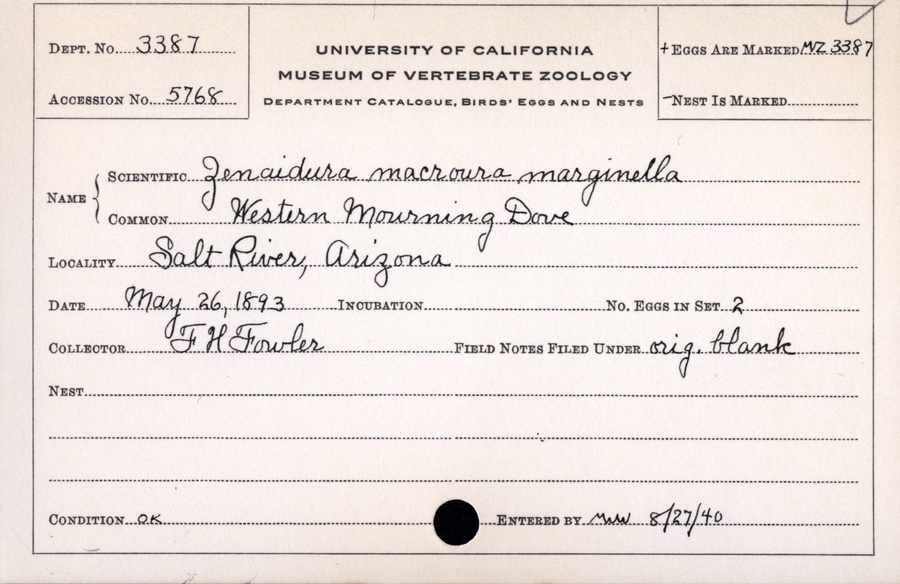 DEPT. No. 3387
ACCESSION No. 5768
UNIVERSITY OF CALIFORNIA
MUSEUM OF VERTEBRATE ZOOLOGY
DEPARTMENT CATALOGUE, BIRDS' EGGS AND NESTS
+ EGGS ARE MARKED MVZ 3387
- NEST IS MARKED
NAME
SCIENTIFIC Zenaidura macroura marginella
COMMON Western Mourning Dove
LOCALITY Salt River, Arizona
DATE May 26, 1893 INCUBATION No. EGGS IN SET 2
COLLECTOR F H Fowler FIELD NOTES FILED UNDER orig. blank
NEST
CONDITION OK ENTERED BY 8/27/40